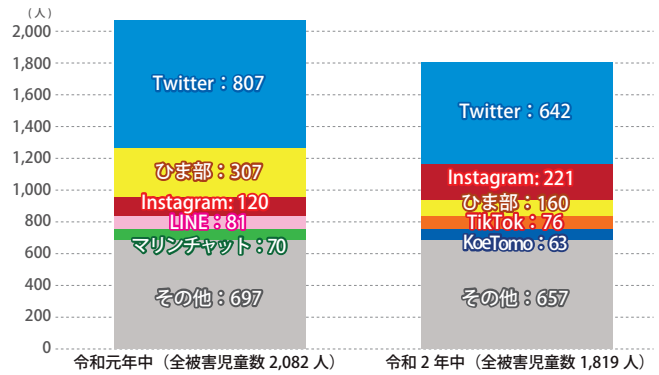 (人)
2,000
1,800
1,600
1,400
1,200
1,000
800
600
400
200
0
Twitter：807
ひま部：307
Instagram: 120
LINE：81
マリンチャット：70
その他：697
令和元年中（全被害児童数 2,082 人）
Twitter：642
Instagram: 221
ひま部：160
TikTok：76
KoeTomo：63
その他：657
令和 2 年中（全被害児童数 1,819 人）